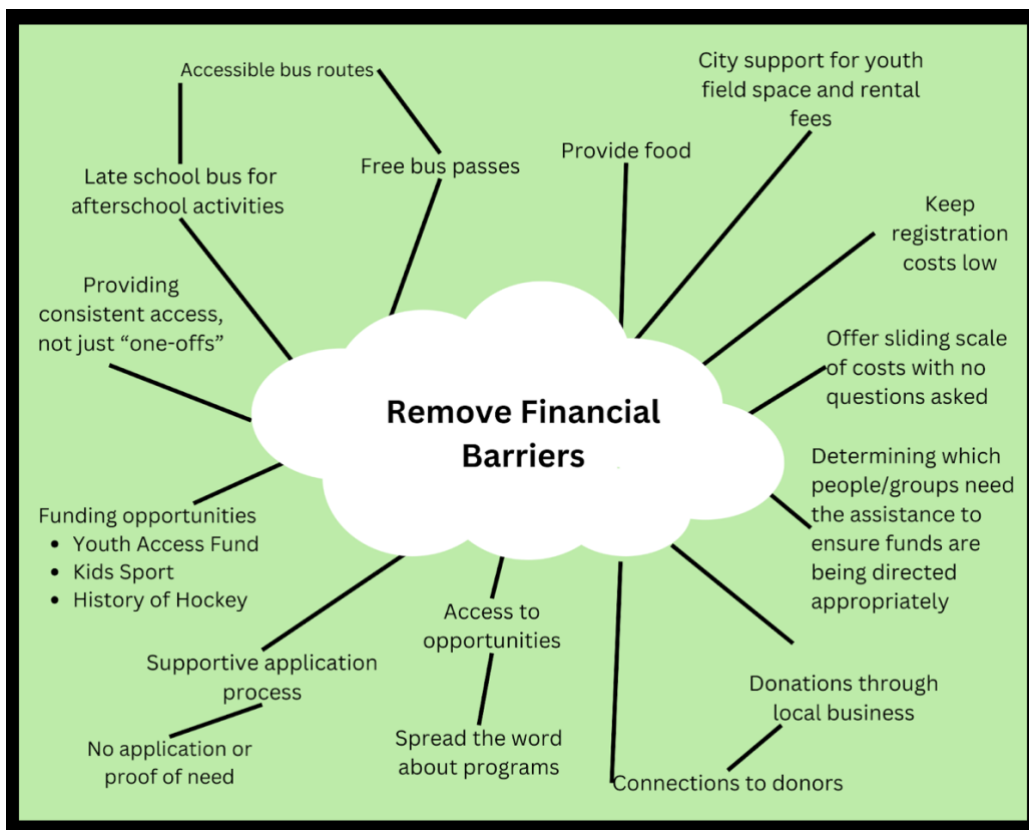 Accessible bus routes
Late school bus for
afterschool activities
Free bus passes
Provide food
City support for youth
field space and rental
fees
Keep
registration
costs low
Providing
consistent access,
not just “one-offs”
Remove Financial
Barriers
Offer sliding scale
of costs with no
questions asked
Determining which
people/groups need
the assistance to
ensure funds are
being directed
appropriately
Funding opportunities
• Youth Access Fund
• Kids Sport
• History of Hockey
Supportive application
process
No application or
proof of need
Access to
opportunities
Spread the word
about programs
Donations through
local business
Connections to donors